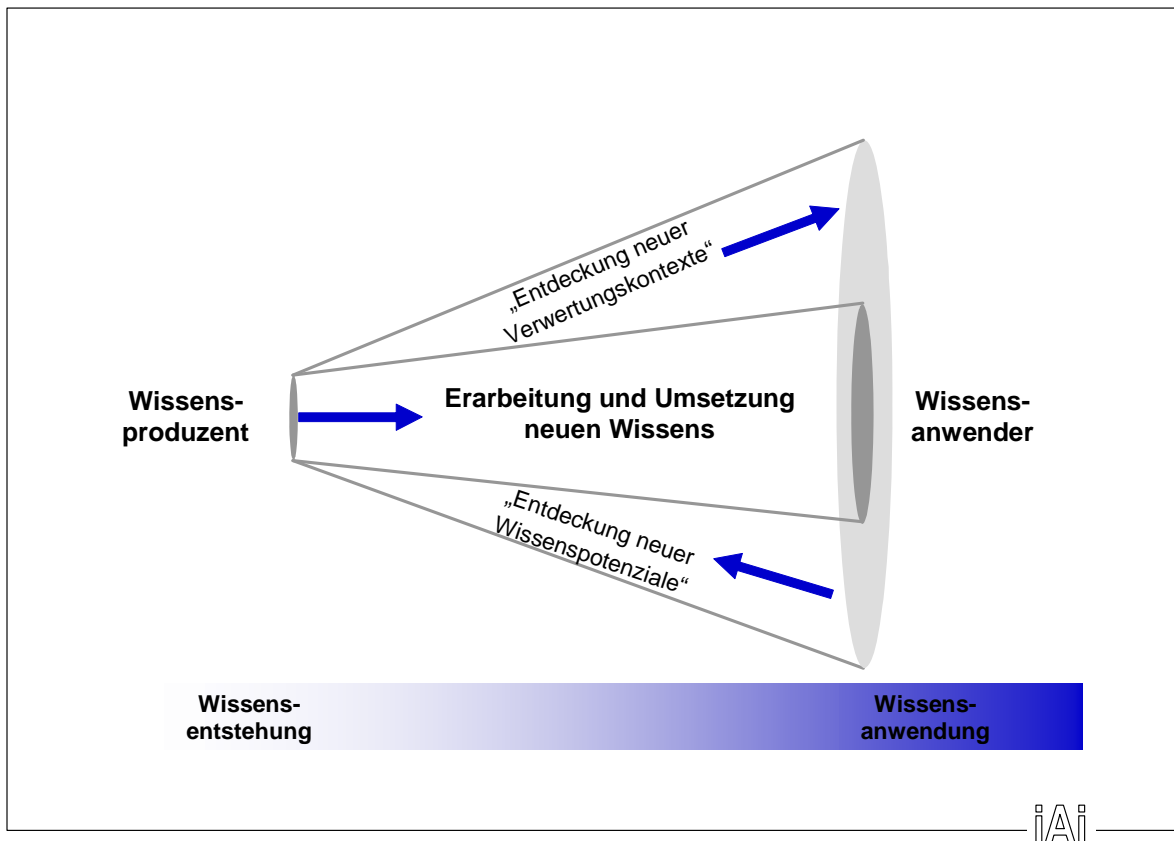 „Entdeckung neuer
Verwertungskontexte“
Wissens-
produzent
Erarbeitung und Umsetzung
neuen Wissens
Wissens-
anwender
„Entdeckung neuer
Wissenspotenziale“
Wissens-
entstehung
Wissens-
anwendung
iAi